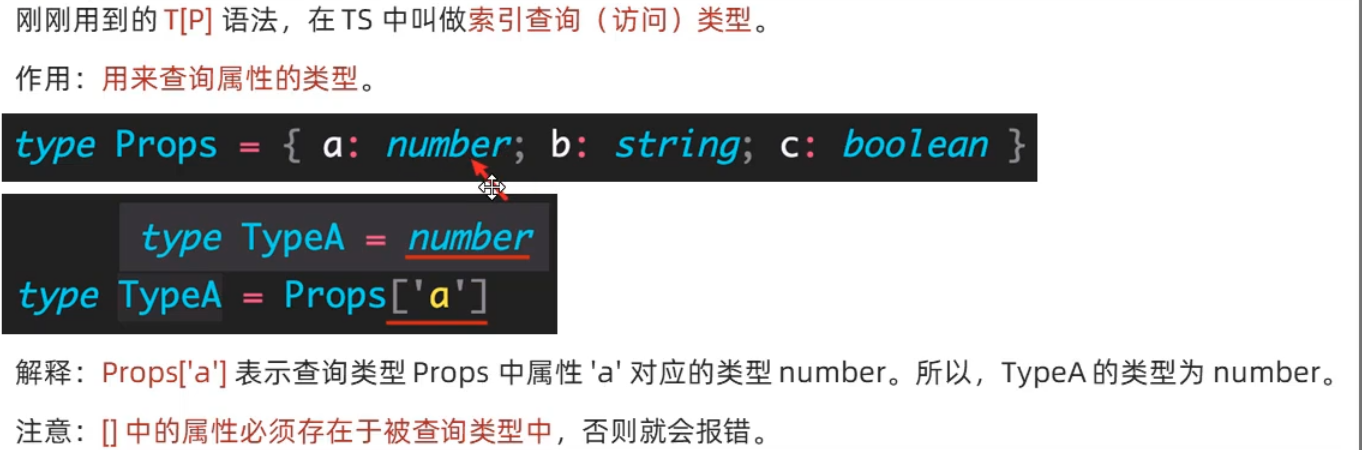 刚刚用到的 T[P] 语法，在 TS 中叫做索引查询（访问）类型。
作用：用来查询属性的类型。
type Props = { a: number; b: string; c: boolean }
type TypeA = number
type TypeA = Props['a']
解释：Props['a'] 表示查询类型 Props 中属性 'a' 对应的类型 number。所以，TypeA 的类型为 number。
注意：[] 中的属性必须存在于被查询类型中，否则就会报错。